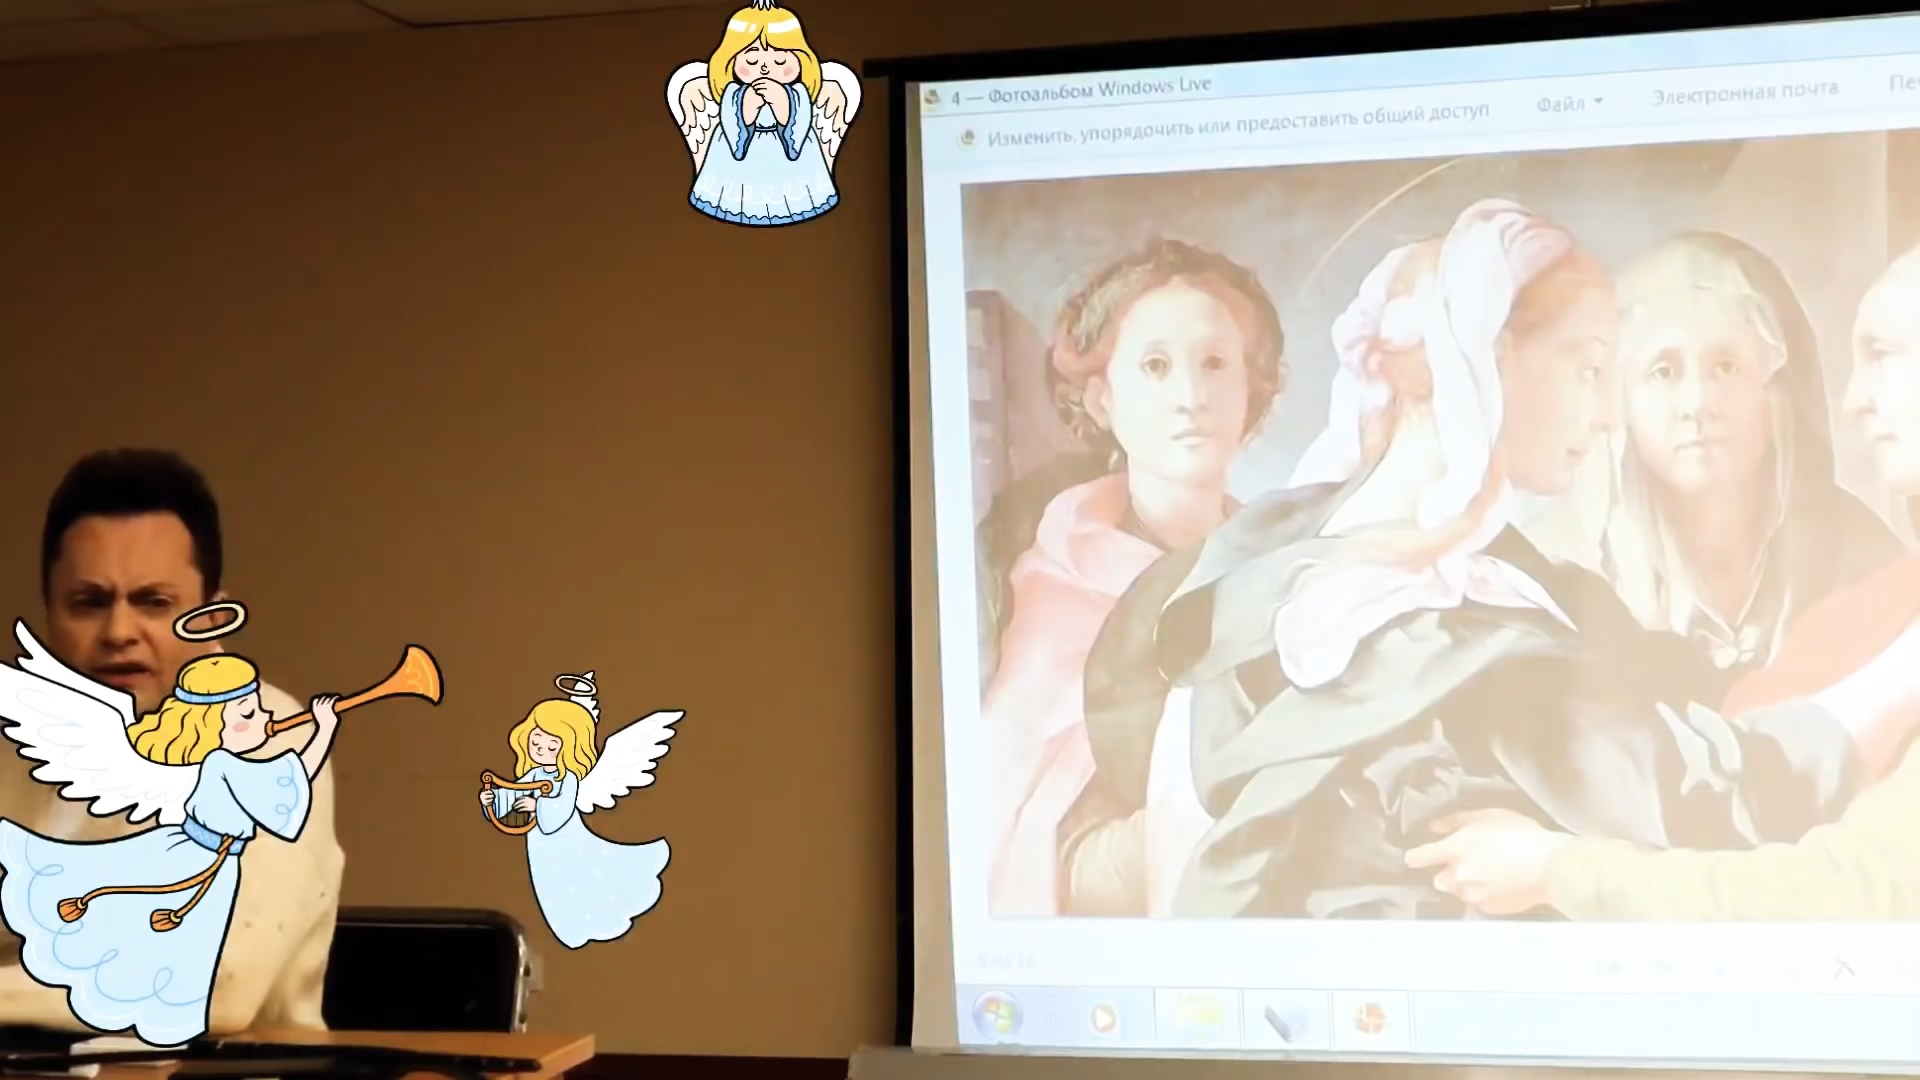 4 — Фотоальбом Windows Live
Изменить, упорядочить или предоставить общий доступ
Файл
Электронная почта